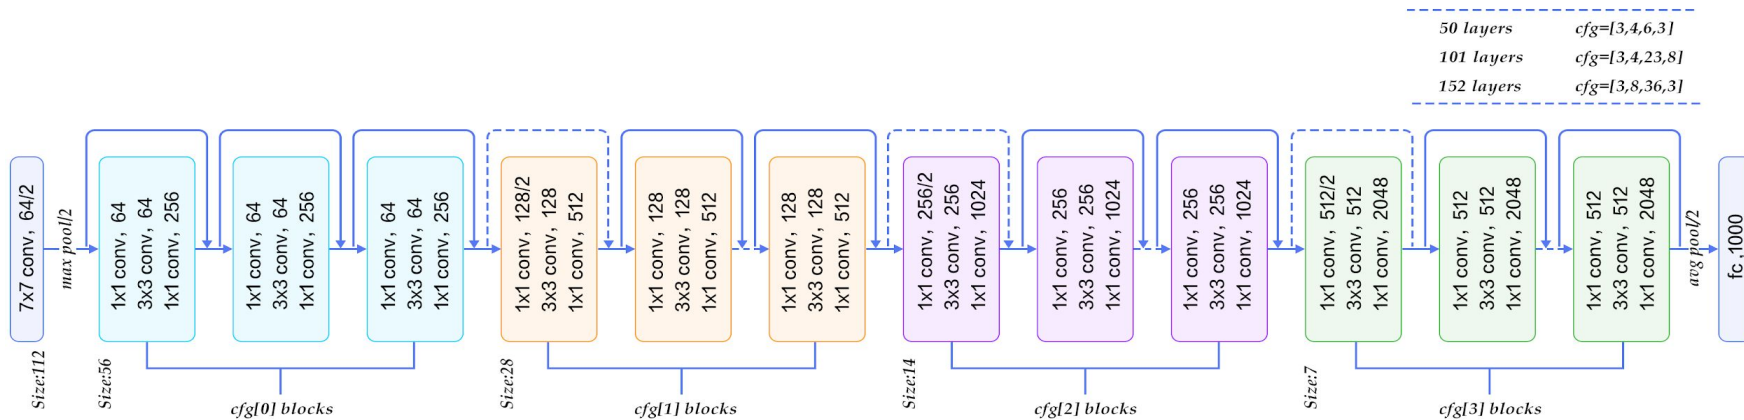 50 layers cfg=[3,4,6,3]
101 layers cfg=[3,4,23,8]
152 layers cfg=[3,8,36,3]
7x7 conv, 64/2
max pool/2
1x1 conv, 64
3x3 conv, 64
1x1 conv, 256
1x1 conv, 64
3x3 conv, 64
1x1 conv, 256
1x1 conv, 64
3x3 conv, 64
1x1 conv, 256
1x1 conv, 128/2
3x3 conv, 128
1x1 conv, 512
1x1 conv, 128
3x3 conv, 128
1x1 conv, 512
1x1 conv, 128
3x3 conv, 128
1x1 conv, 512
1x1 conv, 256/2
3x3 conv, 256
1x1 conv, 1024
1x1 conv, 256
3x3 conv, 256
1x1 conv, 1024
1x1 conv, 256
3x3 conv, 256
1x1 conv, 1024
1x1 conv, 512/2
3x3 conv, 512
1x1 conv, 2048
1x1 conv, 512
3x3 conv, 512
1x1 conv, 2048
1x1 conv, 512
3x3 conv, 512
1x1 conv, 2048
avg pool/2
fc ,1000
Size:112
Size:56
cfg[0] blocks
Size:28
cfg[1] blocks
Size:14
cfg[2] blocks
Size:7
cfg[3] blocks